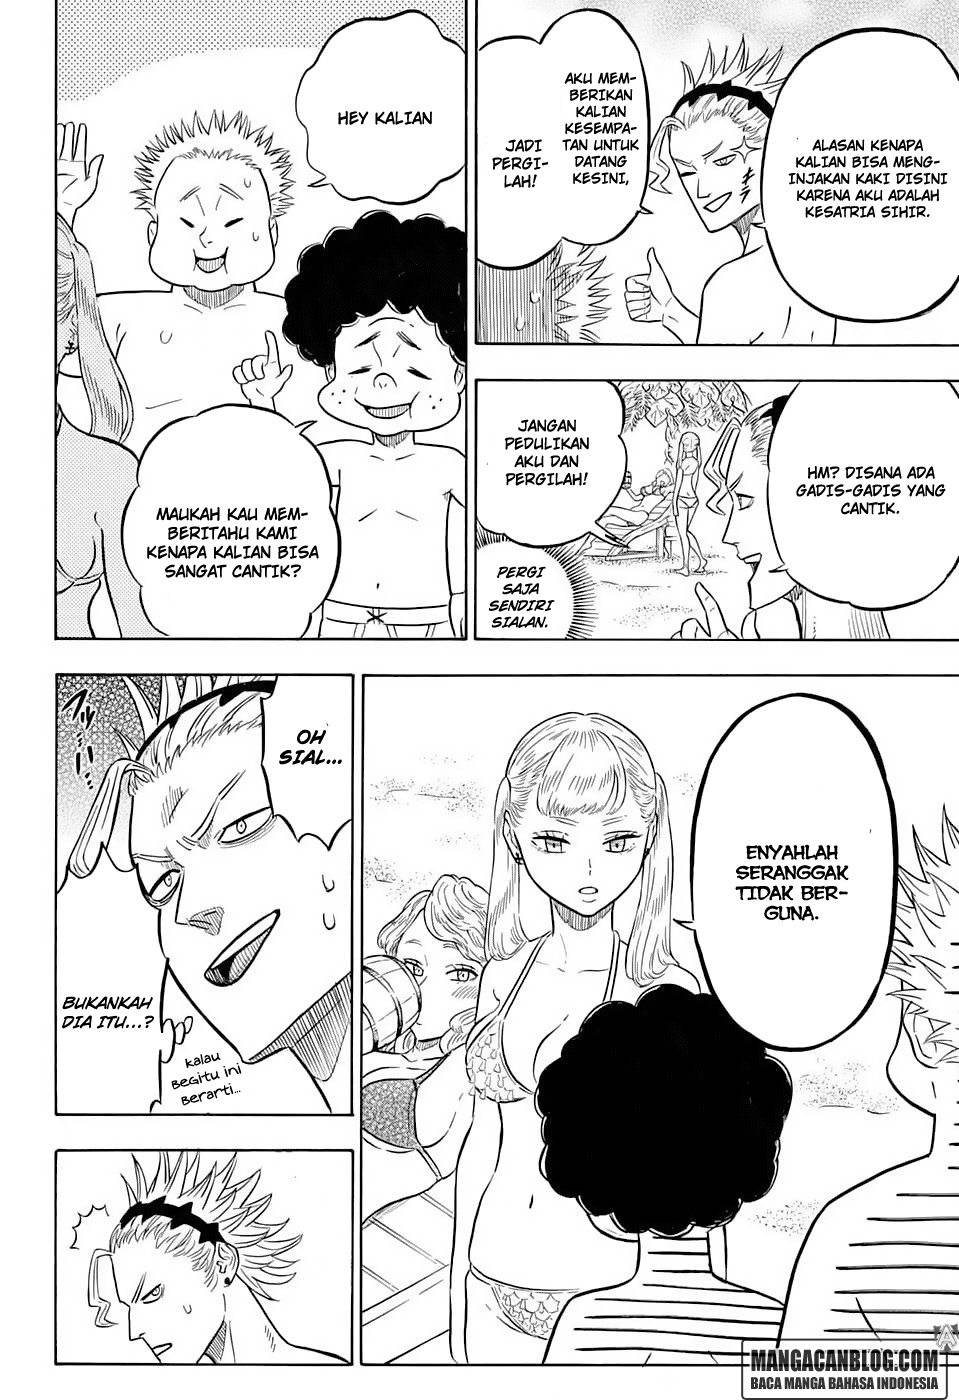 ALASAN KENAPA
KALIAN BISA MENG-
INJAKAN KAKI DISINI
KARENA AKU ADALAH
KESATRIA SIHIR.
AKU MEM-
BERIKAN
KALIAN
KESEMPA-
TAN UNTUK
DATANG
KESINI,
JADI
PERGI-
LAH!
HM? DISANA ADA
GADIS-GADIS YANG
CANTIK.
JANGAN
PEDULIKAN
AKU DAN
PERGILAH!
PERGI
SAJA
SENDIRI
SIALAN.
HEY KALIAN
MAUKAH KAU MEM-
BERITAHU KAMI
KENAPA KALIAN BISA
SANGAT CANTIK?
ENYAHLAH
SERANGGAK
TIDAK BER-
GUNA.
OH
SIAL...
BUKANKAH
DIA ITU...?
kalau
BEGitU iNi
BERARti...
MANGACANBLOG.COM
BACA MANGA BAHASA INDONESIA